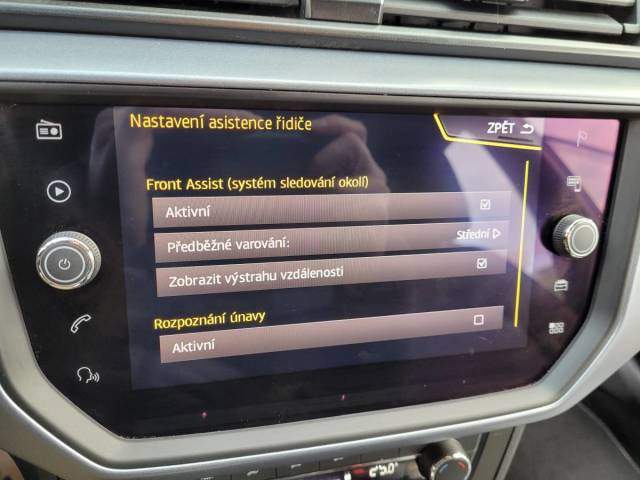 Nastavení asistence řidiče
ZPĚT
Front Assist (systém sledování okolí)
Aktivní
Předběžné varování:
Střední
Zobrazit výstrahu vzdálenosti
Rozpoznání únavy
Aktivní